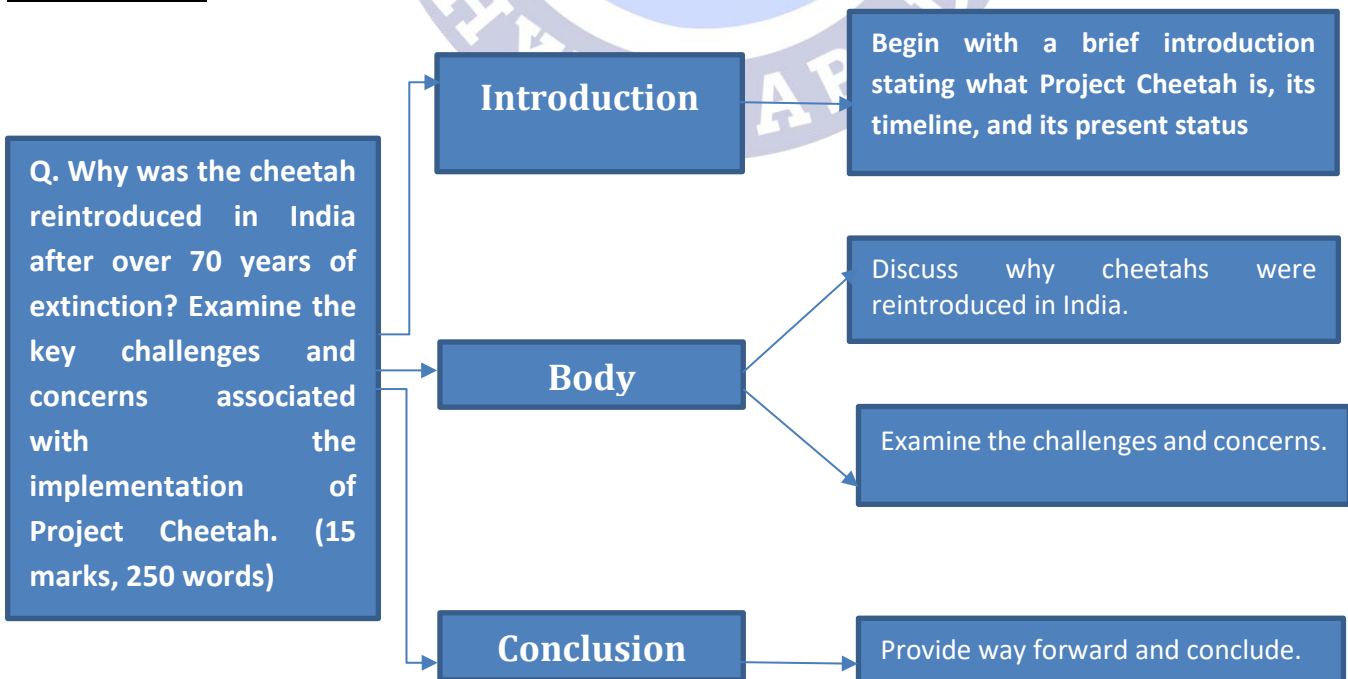 Q. Why was the cheetah
reintroduced in India
after over 70 years of
extinction? Examine the
key challenges and
concerns associated
with the
implementation of
Project Cheetah. (15
marks, 250 words)
Introduction
Begin with a brief introduction
stating what Project Cheetah is, its
timeline, and its present status
Body
Discuss why cheetahs were
reintroduced in India.
Examine the challenges and concerns.
Conclusion
Provide way forward and conclude.